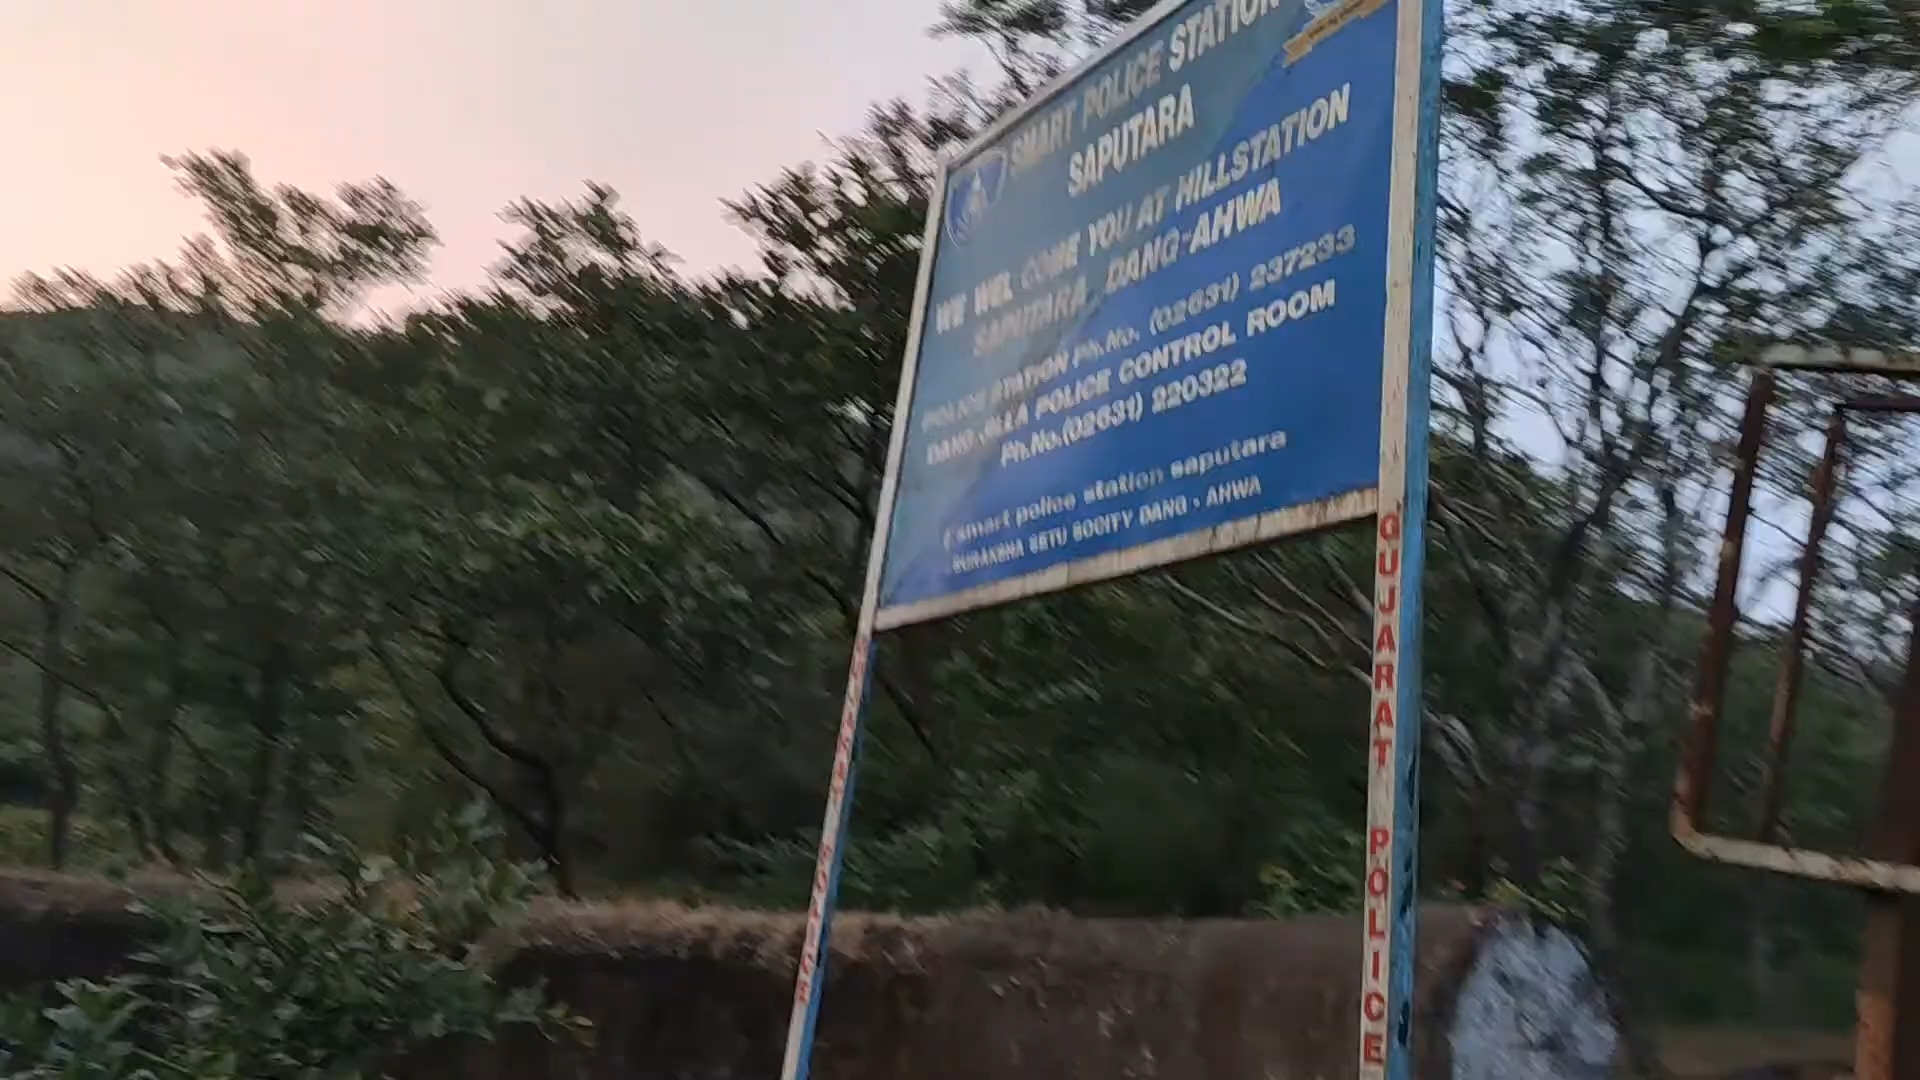 SMART POLICE STATION
SAPUTARA
WE WEL COME YOU AT HILLSTATION
SAPUTARA DANG-AHWA
POLICE STATION Ph.No. (02631) 237233
DANG-JILLA POLICE CONTROL ROOM
Ph.No.(02631) 220322
f smart police station saputara
SURAKSHA SETU SOCITY DANG - AHWA
GUJARAT POLICE
GUJARAT POLICE